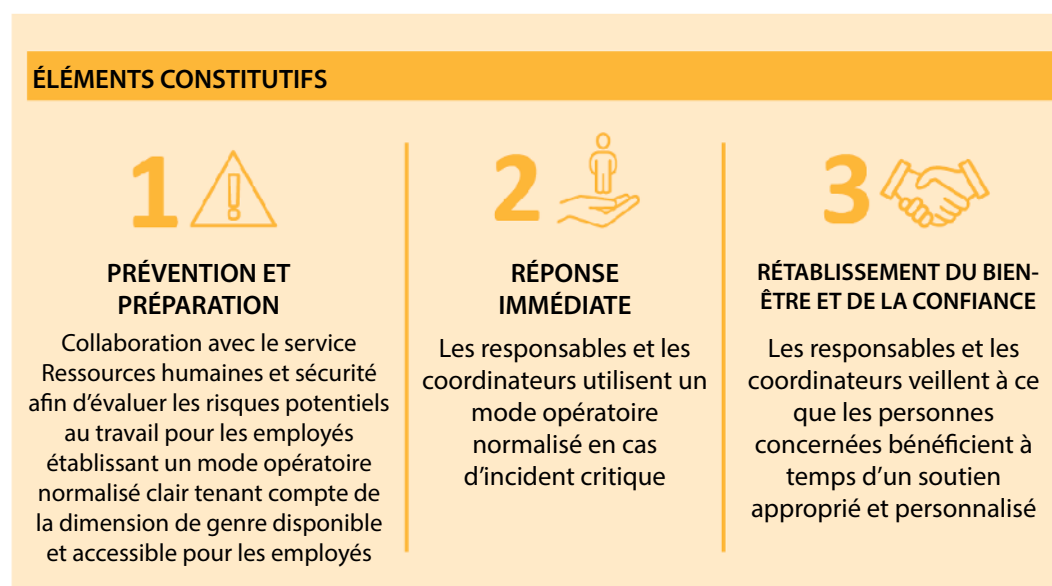 ÉLÉMENTS CONSTITUTIFS
1
PRÉVENTION ET
PRÉPARATION
Collaboration avec le service
Ressources humaines et sécurité
afin d’évaluer les risques potentiels
au travail pour les employés
établissant un mode opératoire
normalisé clair tenant compte de
la dimension de genre disponible
et accessible pour les employés
2
RÉPONSE
IMMÉDIATE
Les responsables et les
coordinateurs utilisent un
mode opératoire
normalisé en cas
d’incident critique
3
RÉTABLISSEMENT DU BIEN-
ÊTRE ET DE LA CONFIANCE
Les responsables et les
coordinateurs veillent à ce
que les personnes
concernées bénéficient à
temps d’un soutien
approprié et personnalisé